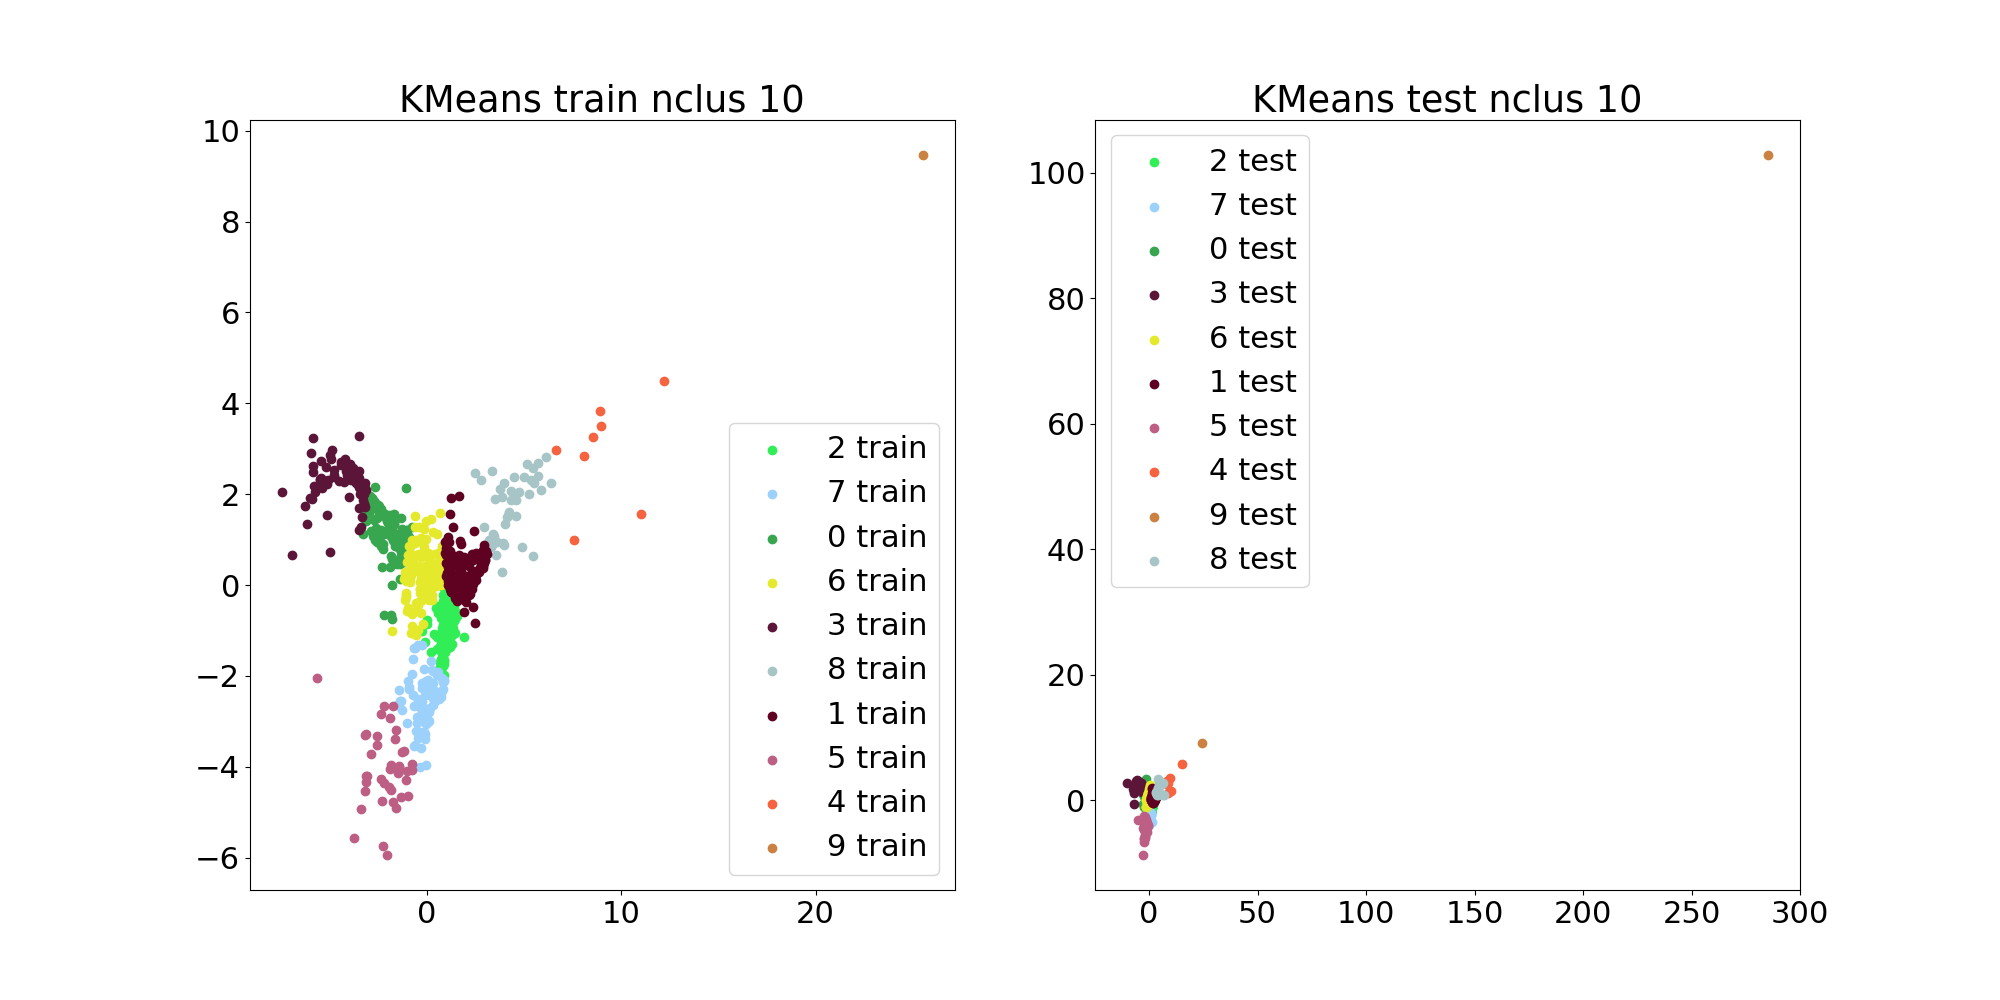 KMeans train nclus 10
10
8
6
4
2
0
−2
−4
−6
0
10
20
2 train
7 train
0 train
6 train
3 train
8 train
1 train
5 train
4 train
9 train
KMeans test nclus 10
100
80
60
40
20
0
0
50
100
150
200
250
300
2 test
7 test
0 test
3 test
6 test
1 test
5 test
4 test
9 test
8 test